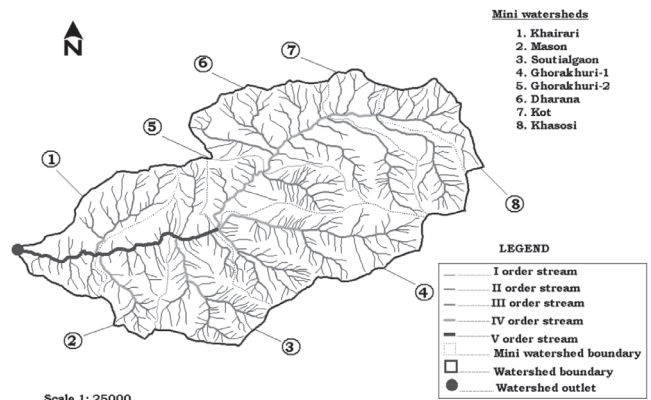 Mini watersheds
1. Khairari
2. Mason
3. Soutialgaon
4. Ghorakhuri-1
5. Ghorakhuri-2
6. Dharana
7. Kot
8. Khasosi
N
7
6
5
1
8
4
2
3
LEGEND
I order stream
II order stream
III order stream
IV order stream
V order stream
Mini watershed boundary
Watershed boundary
Watershed outlet
Scale 1: 25000